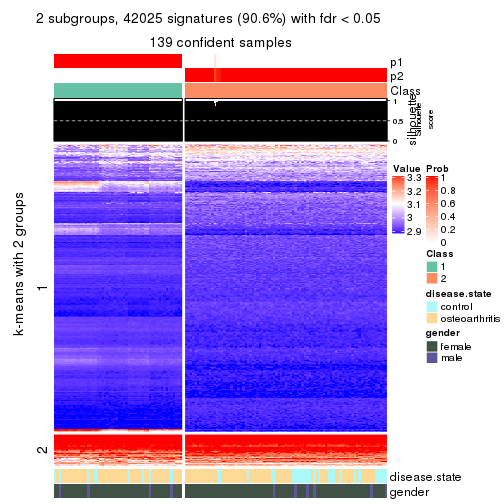 2 subgroups, 42025 signatures (90.6%) with fdr < 0.05
139 confident samples
p1
p2
Class
silhouette
Silhouette
score
1
0.5
0
k-means with 2 groups
1
2
disease.state
gender
Value
3.3
3.2
3.1
3
2.9
Prob
1
0.8
0.6
0.4
0.2
0
Class
1
2
disease.state
control
osteoarthritis
gender
female
male